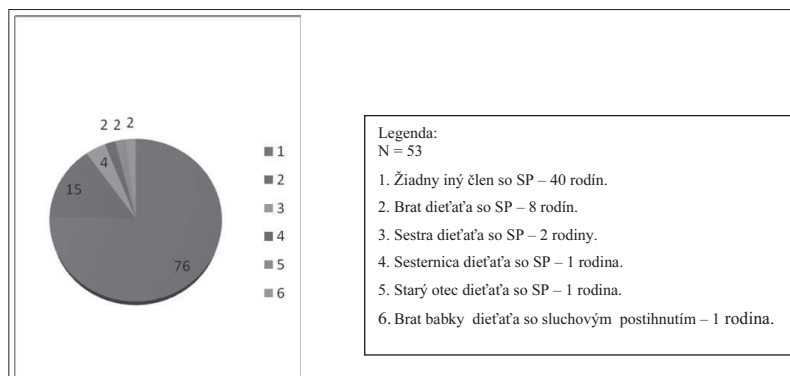 2 2 2
4
15
76
1
2
3
4
5
6
Legenda:
N = 53
1. Žiadny iný člen so SP – 40 rodín.
2. Brat dieťaťa so SP – 8 rodín.
3. Sestra dieťaťa so SP – 2 rodiny.
4. Sesternica dieťaťa so SP – 1 rodina.
5. Starý otec dieťaťa so SP – 1 rodina.
6. Brat babky dieťaťa so sluchovým postihnutím – 1 rodina.